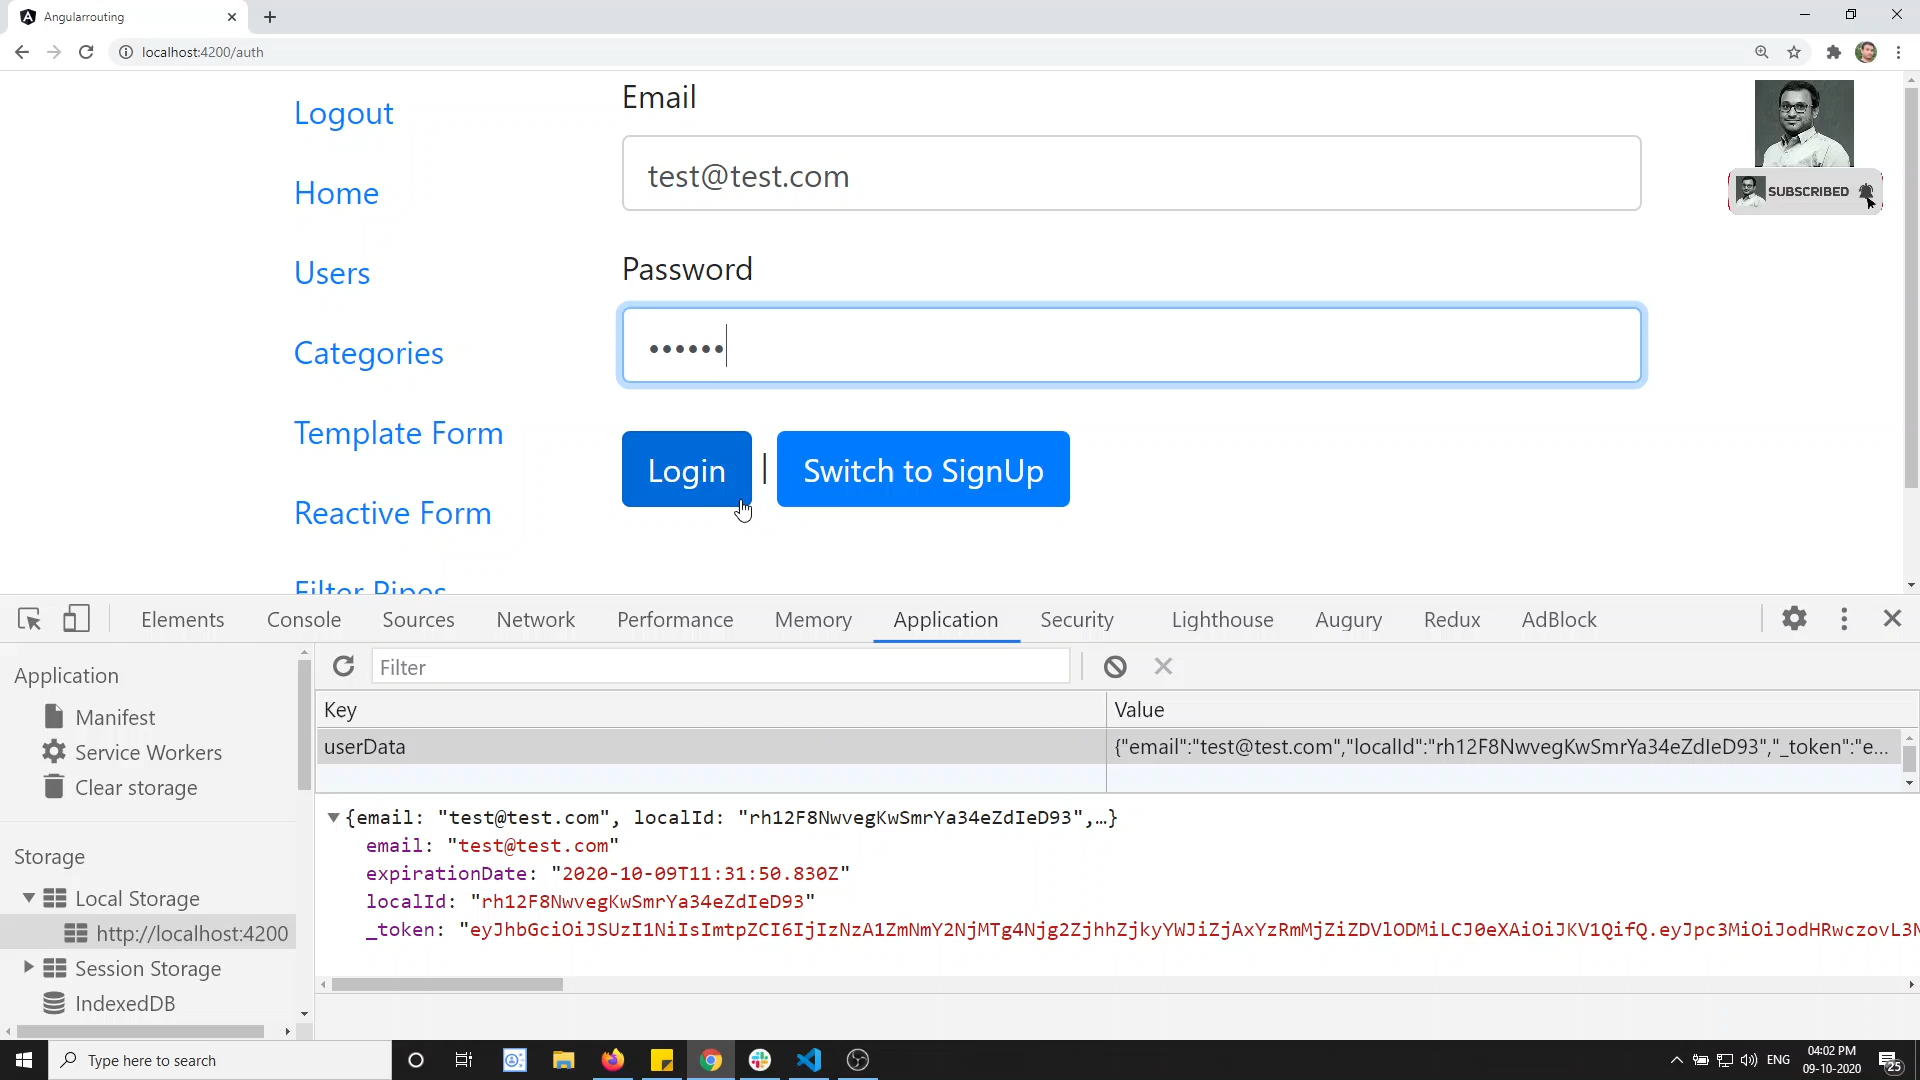 Angularrouting
localhost:4200/auth
Logout
Home
Users
Categories
Template Form
Reactive Form
Filter Pipes
Email
test@test.com
Password
Login | Switch to SignUp
SUBSCRIBED
Elements Console Sources Network Performance Memory Application Security Lighthouse Augury Redux AdBlock
Application
Manifest
Service Workers
Clear storage
Storage
Local Storage
http://localhost:4200
Session Storage
IndexedDB
Filter
Key Value
userData {"email":"test@test.com","localId":"rh12F8NwvegKwSmrYa34eZdIeD93","_token":"e...
{email: "test@test.com", localId: "rh12F8NwvegKwSmrYa34eZdIeD93",…}
email: "test@test.com"
expirationDate: "2020-10-09T11:31:50.830Z"
localId: "rh12F8NwvegKwSmrYa34eZdIeD93"
_token:
Type here to search
ENG
04:02 PM
09-10-2020
25